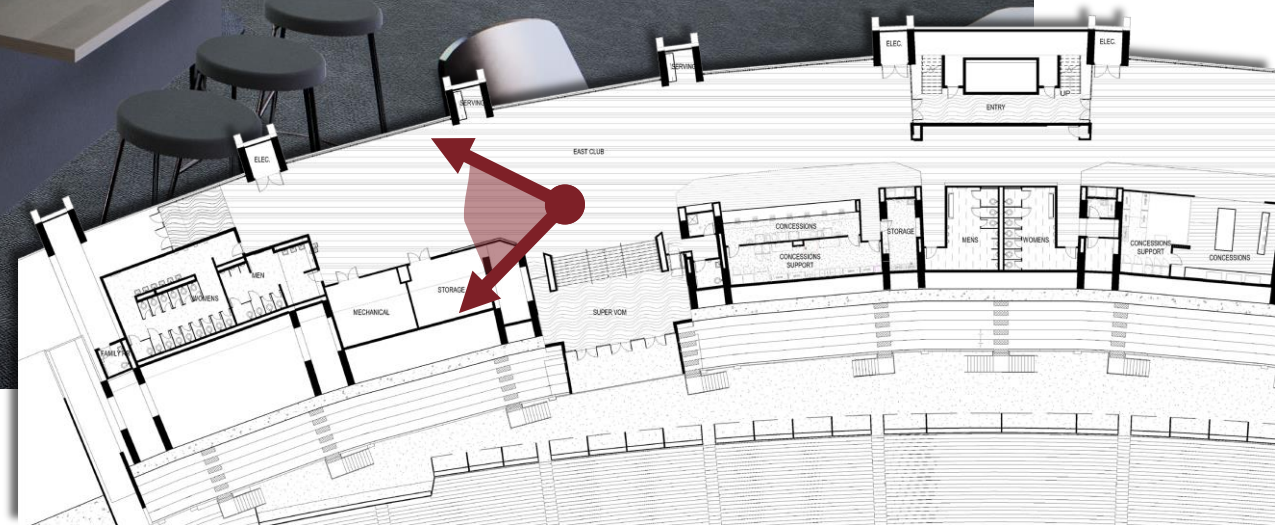 ELEC.
ELEC.
SERVING
SERVING
UP
ENTRY
ELEC.
EAST CLUB
CONCESSIONS
STORAGE
CONCESSIONS
SUPPORT
MENS
WOMENS
CONCESSIONS
SUPPORT
CONCESSIONS
MEN
WOMENS
STORAGE
MECHANICAL
SUPER VOM